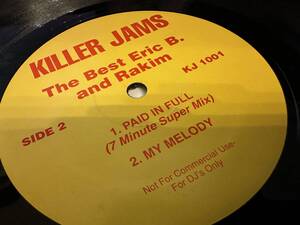 KILLER JAMS
The Best Eric B.
and Rakim
KJ 1001
SIDE 2
1. PAID IN FULL
(7 Minute Super Mix)
2. MY MELODY
Not For Commercial Use-
For DJ's Only